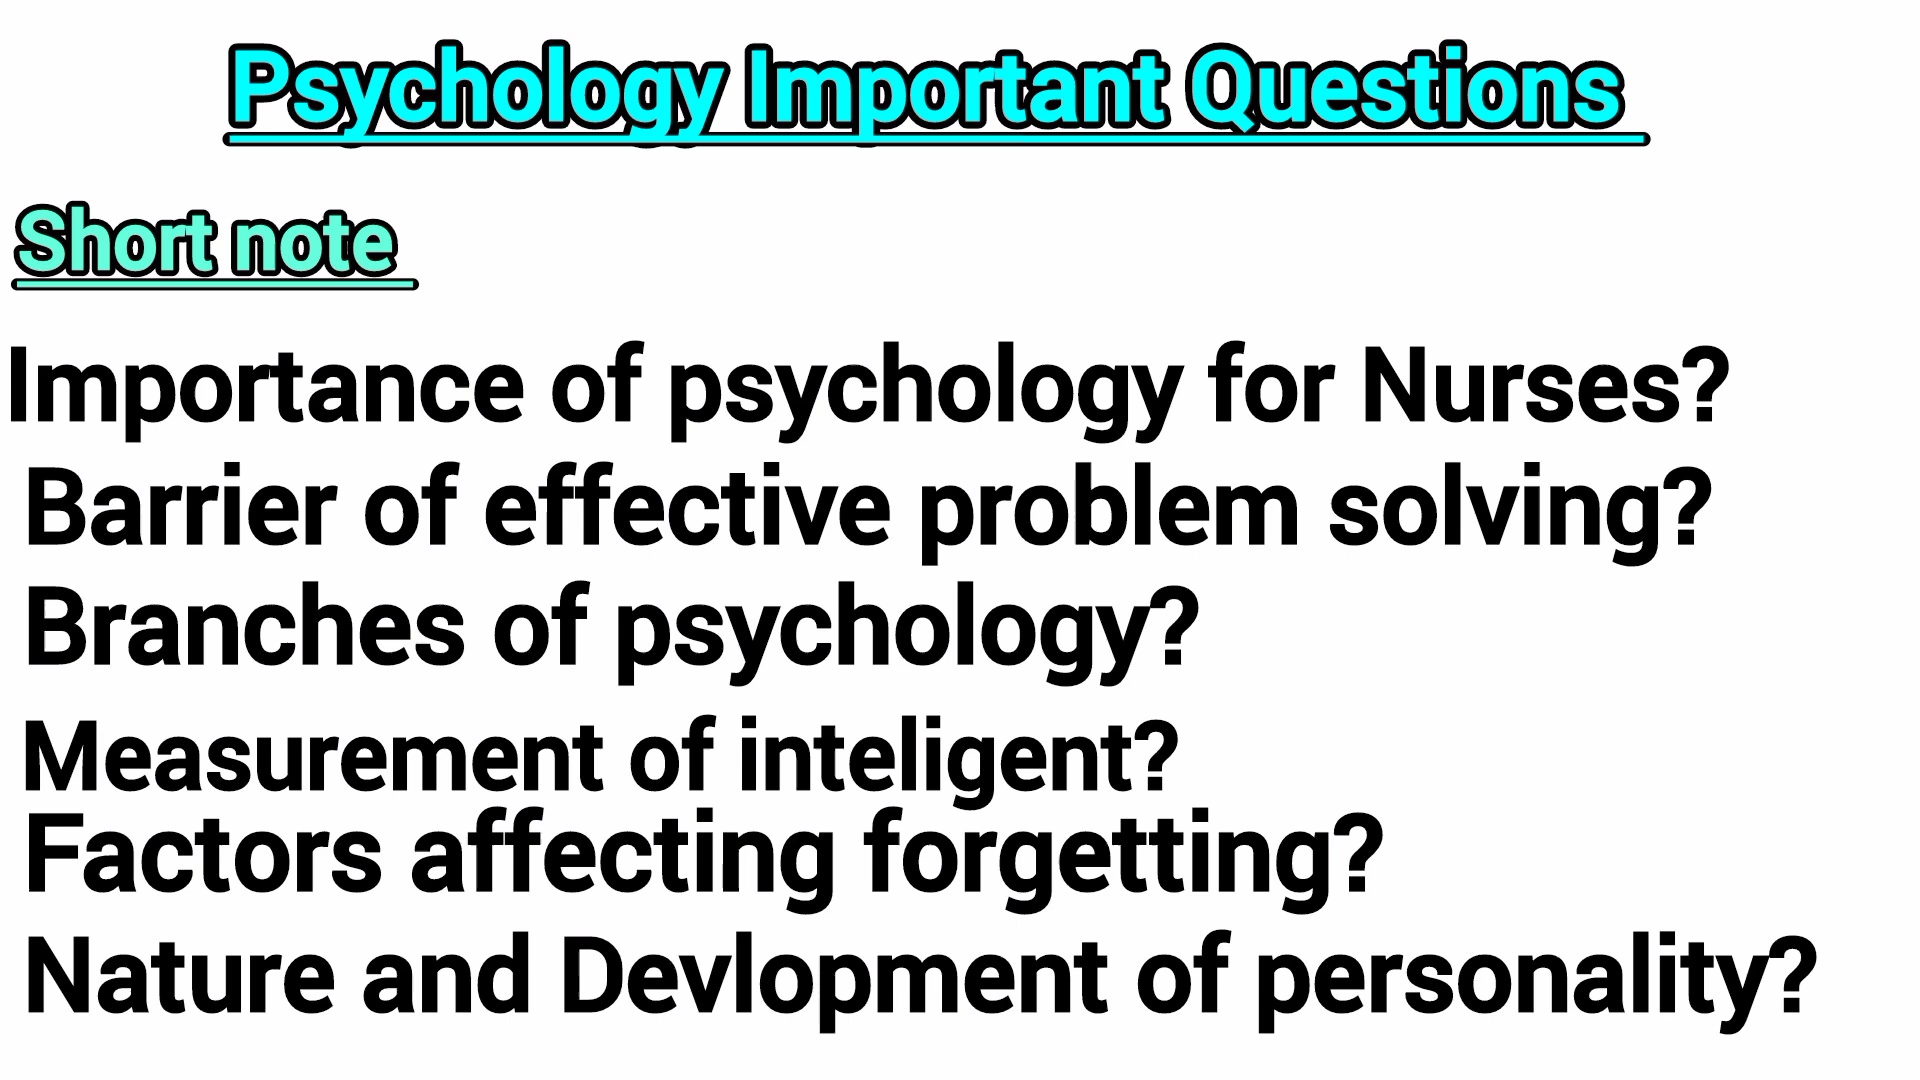 Psychology Important Questions
Short note
Importance of psychology for Nurses?
Barrier of effective problem solving?
Branches of psychology?
Measurement of inteligent?
Factors affecting forgetting?
Nature and Devlopment of personality?